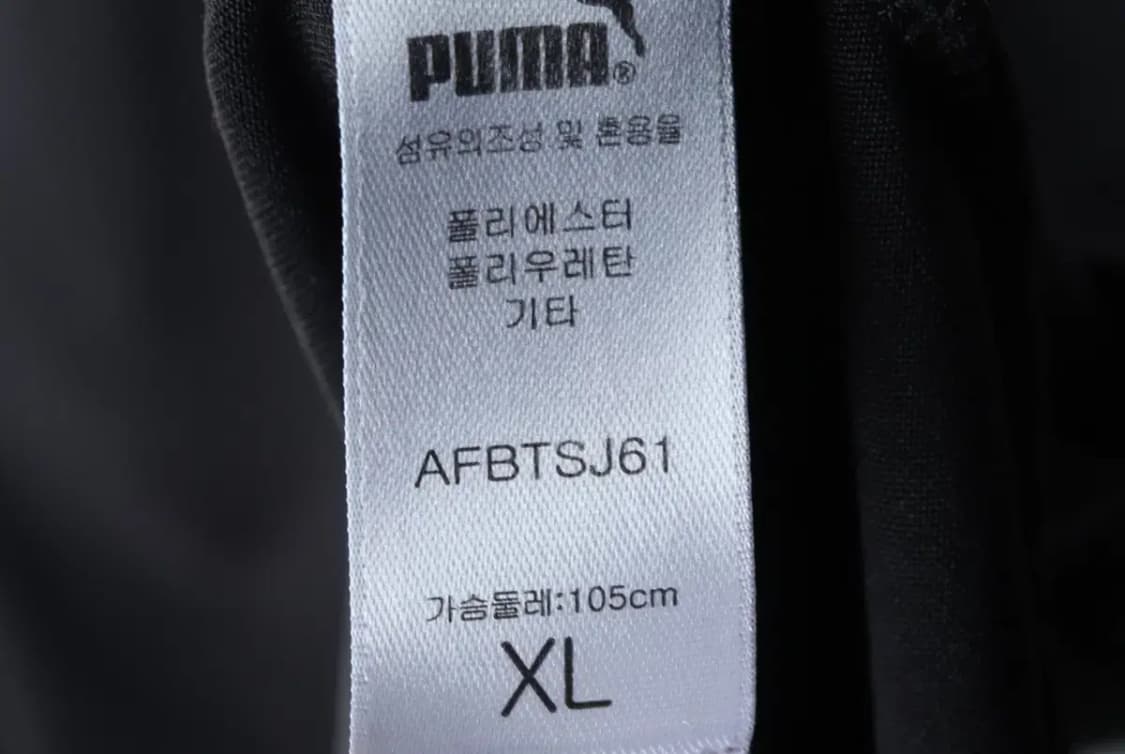 PUMA®
섬유의조성 및 혼용율
폴리에스터
폴리우레탄
기타
AFBTSJ61
가슴둘레:105cm
XL